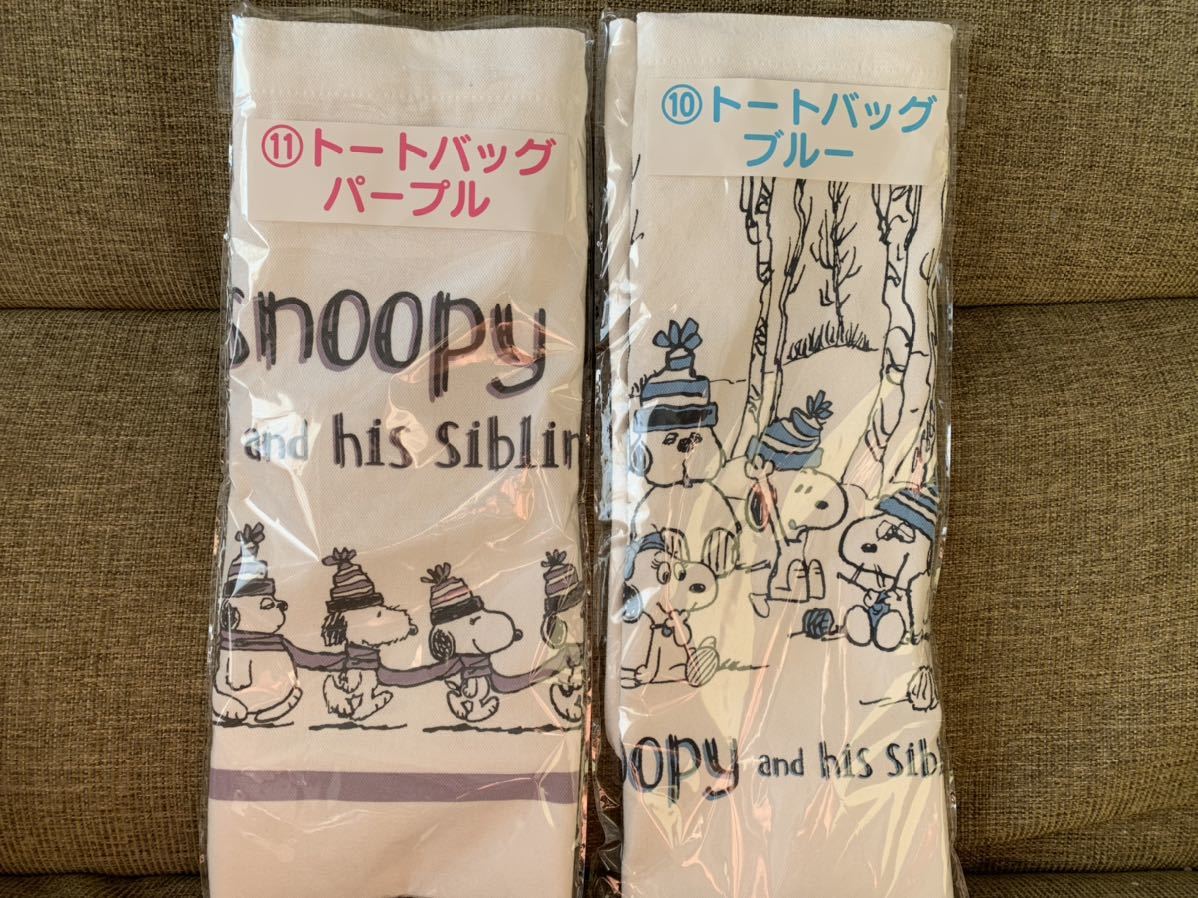 ⑪トートバッグ
パープル
snoopy
and his siblin
⑩トートバッグ
ブルー
oopy and his sibl